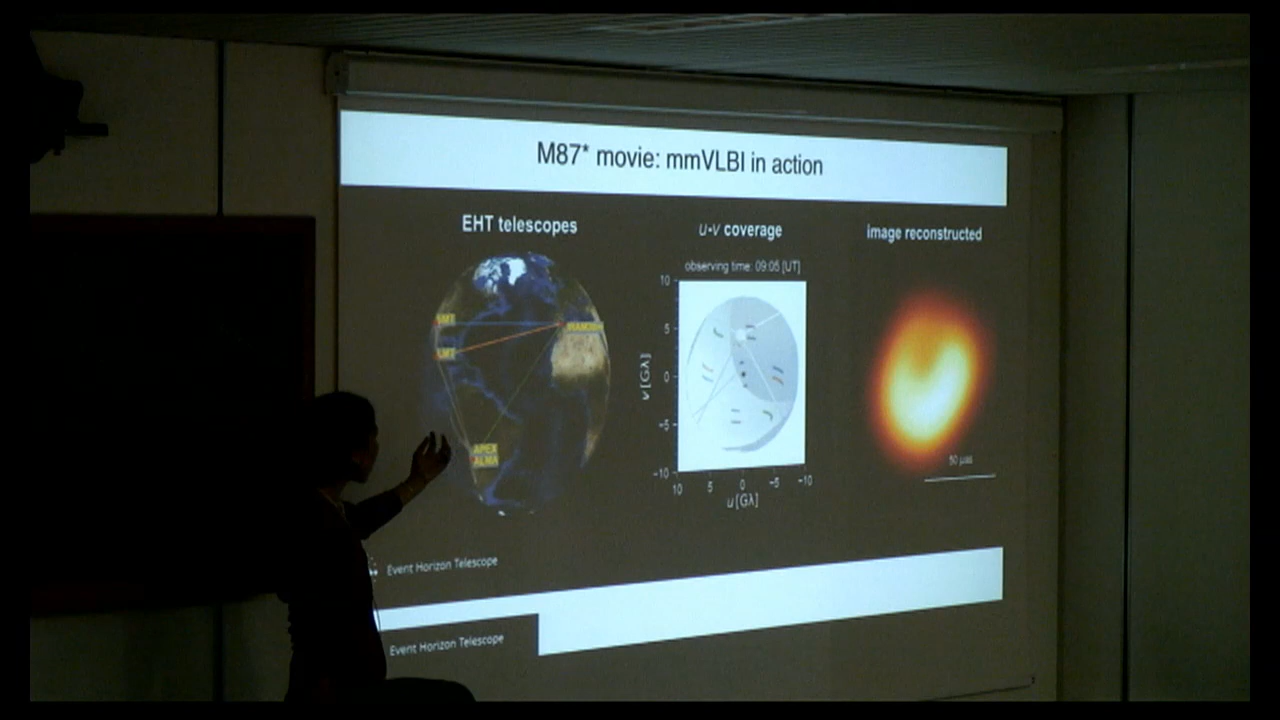 M87* movie: mmVLBI in action
EHT telescopes
u-v coverage
image reconstructed
observing time: 09:05 [UT]
SMT
LMT
APEX
ALMA
10
5
0
-5
-10
v [Gλ]
10 5 0 -5 -10
u [Gλ]
50 μas
Event Horizon Telescope
Event Horizon Telescope